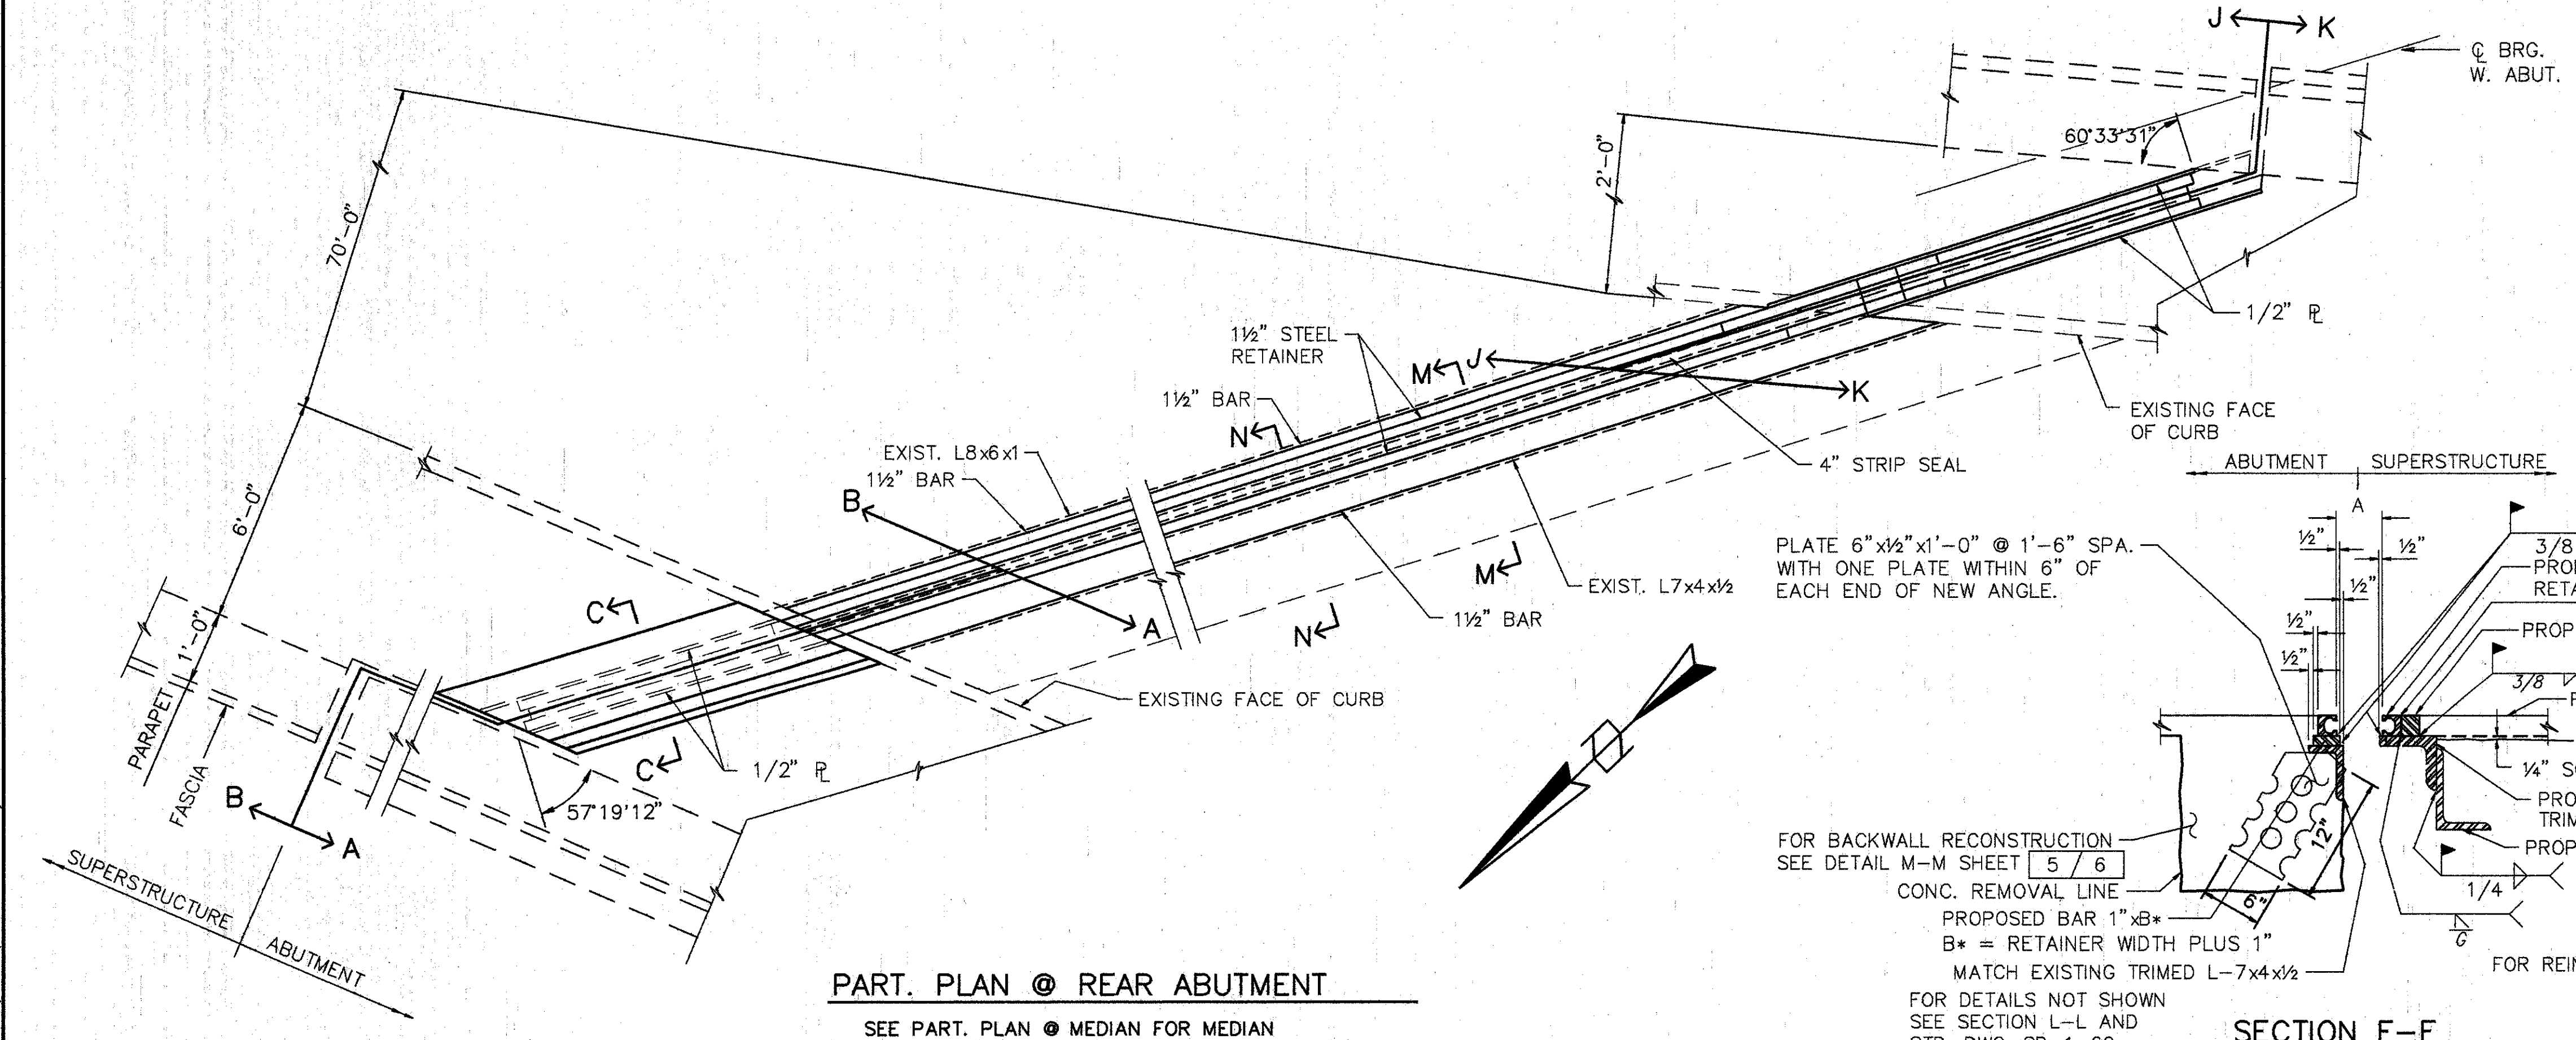 J K
℄ BRG.
W. ABUT.
60°33'31"
2'-0"
70'-0"
1/2" ℙL
1½" STEEL
RETAINER
M J
K
1½" BAR
N
EXISTING FACE
OF CURB
EXIST. L8x6x1
1½" BAR
4" STRIP SEAL
B
6'-0"
M
EXIST. L7x4x½
1½" BAR
N
A
C
1'-0"
PARAPET
FASCIA
EXISTING FACE OF CURB
C
1/2" ℙL
57°19'12"
B
A
SUPERSTRUCTURE
ABUTMENT
PART. PLAN @ REAR ABUTMENT
SEE PART. PLAN @ MEDIAN FOR MEDIAN
ABUTMENT SUPERSTRUCTURE
A
½" ½"
½"
½"
½"
3/8
RETA
PROP
3/8
PLATE 6"x½"x1'-0" @ 1'-6" SPA.
WITH ONE PLATE WITHIN 6" OF
EACH END OF NEW ANGLE.
¼" S
PRO
TRIM
PROP
12"
6"
1/4
G
FOR BACKWALL RECONSTRUCTION
SEE DETAIL M-M SHEET 5 / 6
CONC. REMOVAL LINE
PROPOSED BAR 1"xB*
B* = RETAINER WIDTH PLUS 1"
MATCH EXISTING TRIMED L-7x4x½
FOR REIN
FOR DETAILS NOT SHOWN
SEE SECTION L-L AND